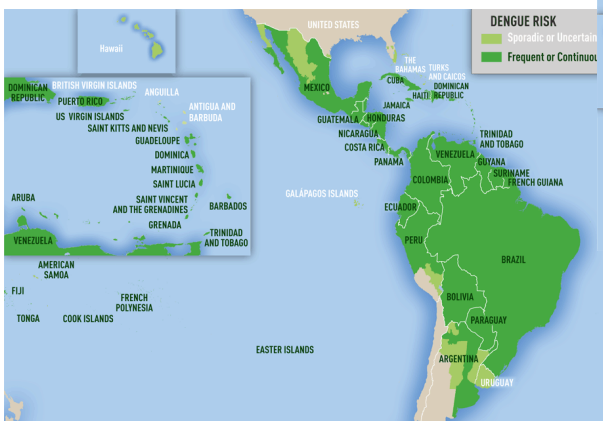 UNITED STATES
DENGUE RISK
Sporadic or Uncertain
Frequent or Continuou
Hawaii
THE
BAHAMAS
TURKS
AND CAICOS
CUBA
MEXICO
HAITI
DOMINICAN
REPUBLIC
JAMAICA
GUATEMALA
HONDURAS
NICARAGUA
COSTA RICA
PANAMA
TRINIDAD
AND TOBAGO
VENEZUELA
GUYANA
SURINAME
FRENCH GUIANA
COLOMBIA
GALÁPAGOS ISLANDS
ECUADOR
PERU
BRAZIL
BOLIVIA
PARAGUAY
ARGENTINA
URUGUAY
EASTER ISLANDS
DOMINICAN
REPUBLIC
BRITISH VIRGIN ISLANDS
PUERTO RICO
ANGUILLA
US VIRGIN ISLANDS
ANTIGUA AND
BARBUDA
SAINT KITTS AND NEVIS
GUADELOUPE
DOMINICA
MARTINIQUE
SAINT LUCIA
ARUBA
SAINT VINCENT
AND THE GRENADINES
BARBADOS
GRENADA
TRINIDAD
AND TOBAGO
VENEZUELA
AMERICAN
SAMOA
FIJI
FRENCH
POLYNESIA
TONGA
COOK ISLANDS